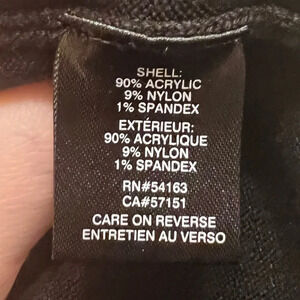 SHELL:
90% ACRYLIC
9% NYLON
1% SPANDEX
EXTÉRIEUR:
90% ACRYLIQUE
9% NYLON
1% SPANDEX
RN#54163
CA#57151
CARE ON REVERSE
ENTRETIEN AU VERSO